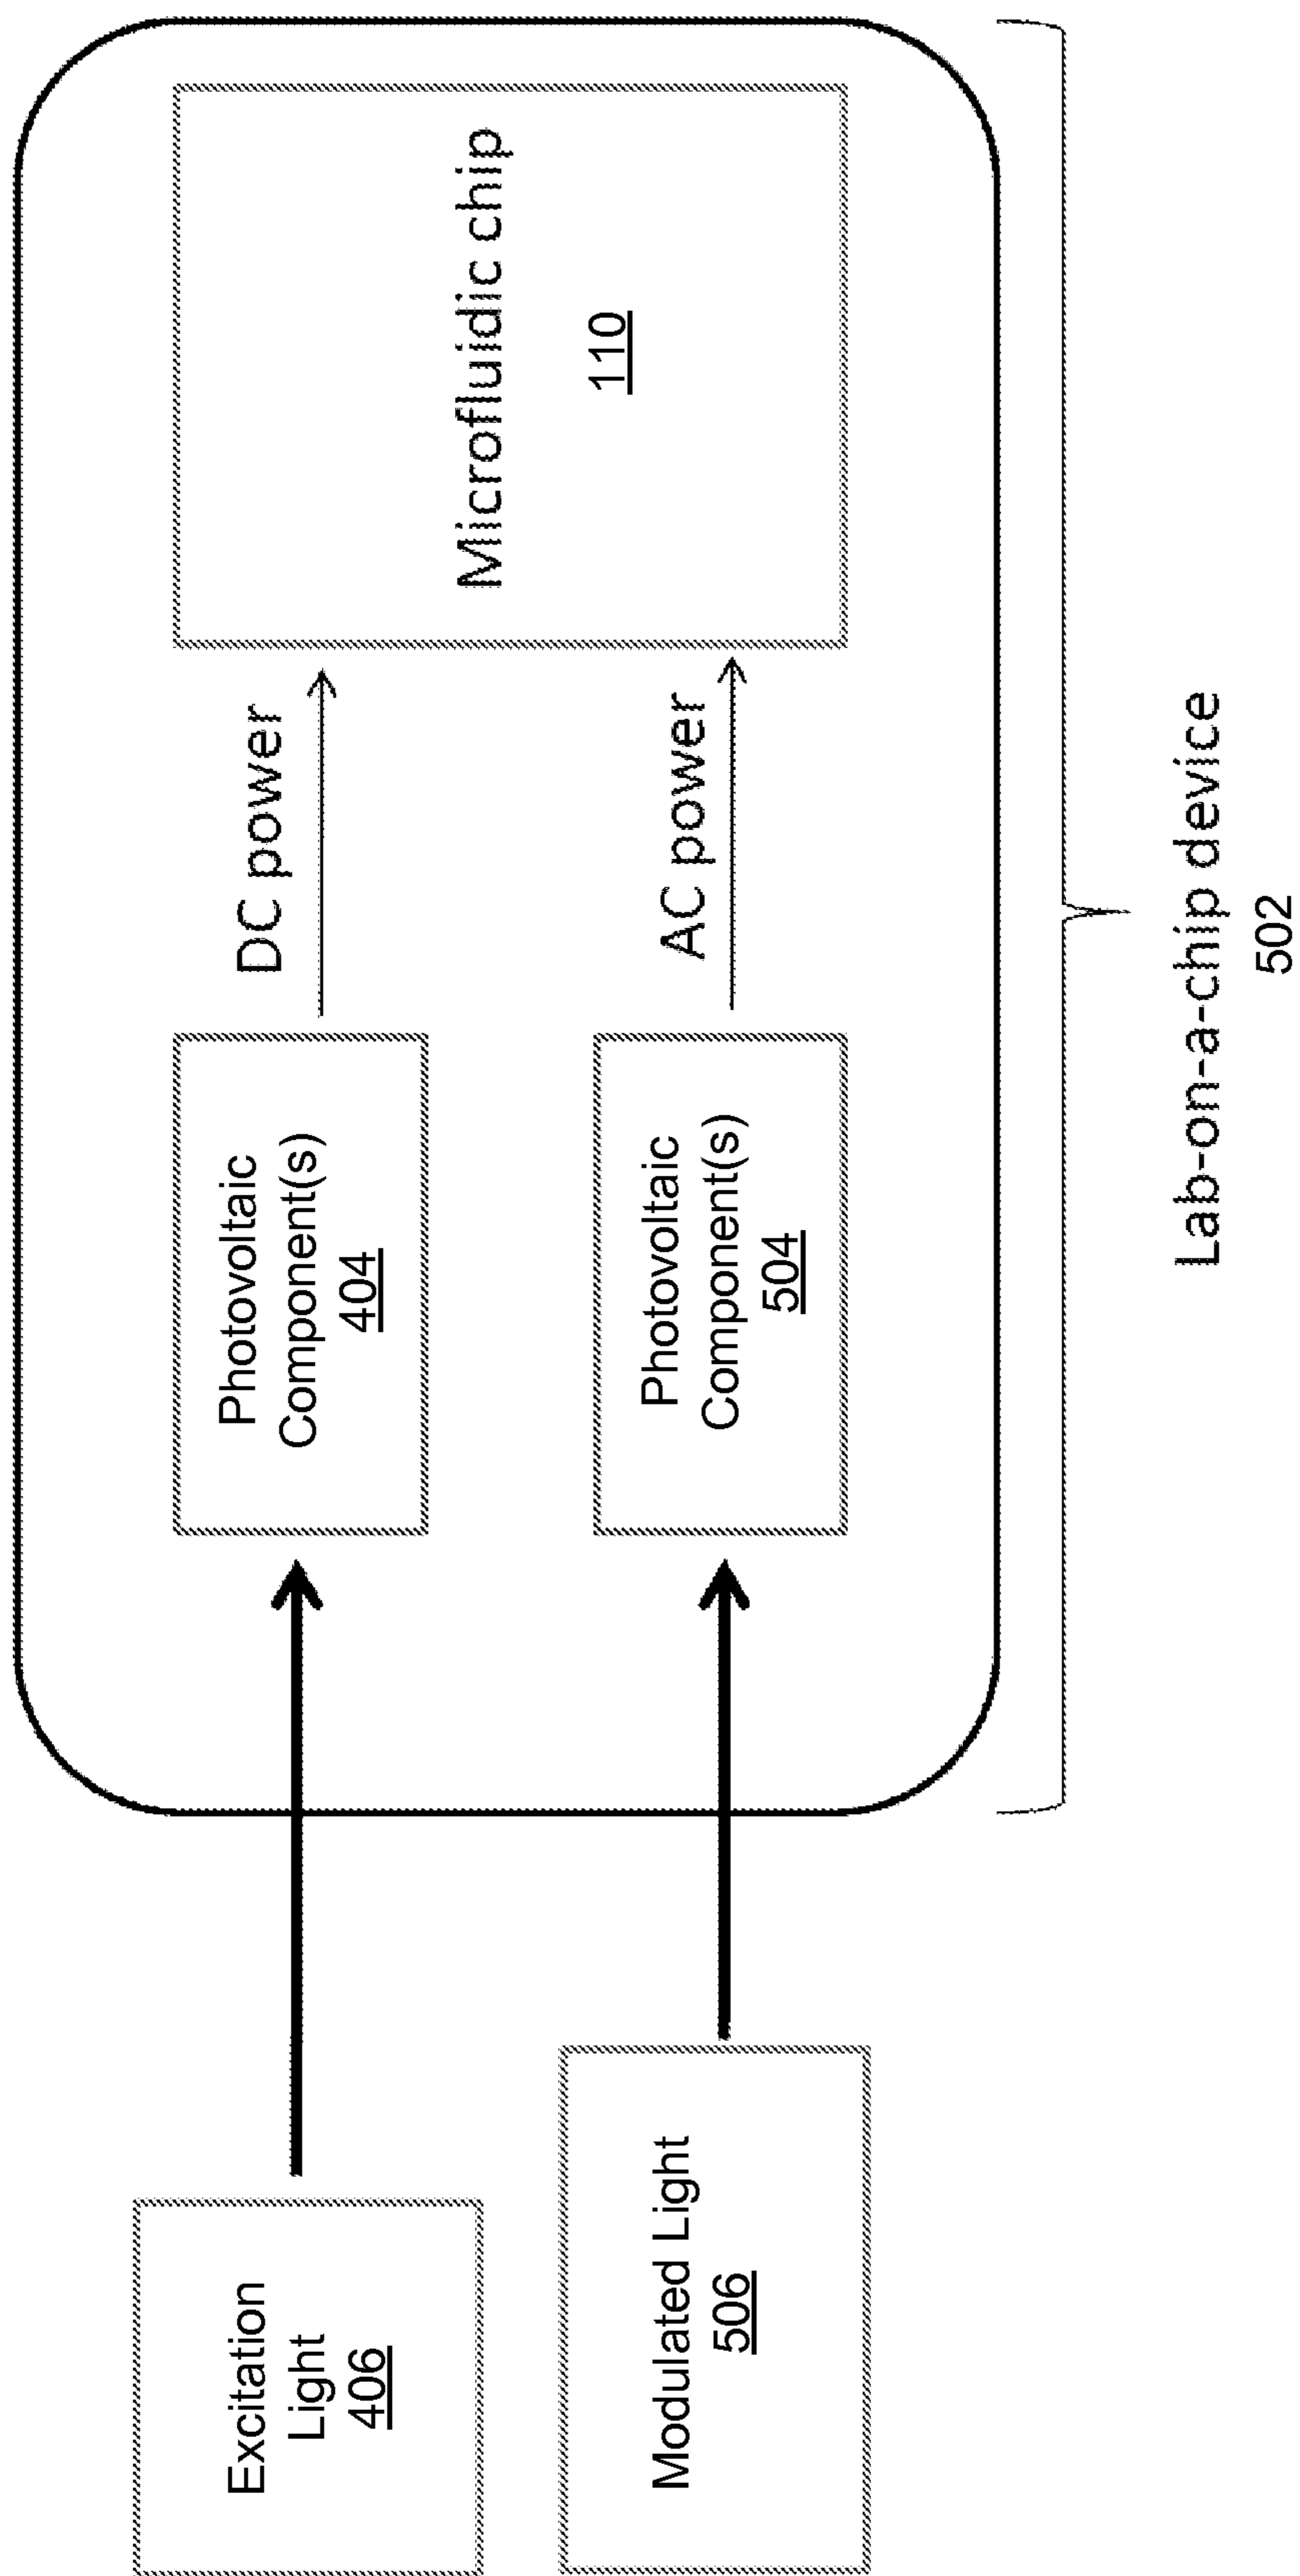 Excitation
Light
406
Modulated Light
506
Photovoltaic
Component(s)
404
Photovoltaic
Component(s)
504
DC power
AC power
Microfluidic chip
110
Lab-on-a-chip device
502